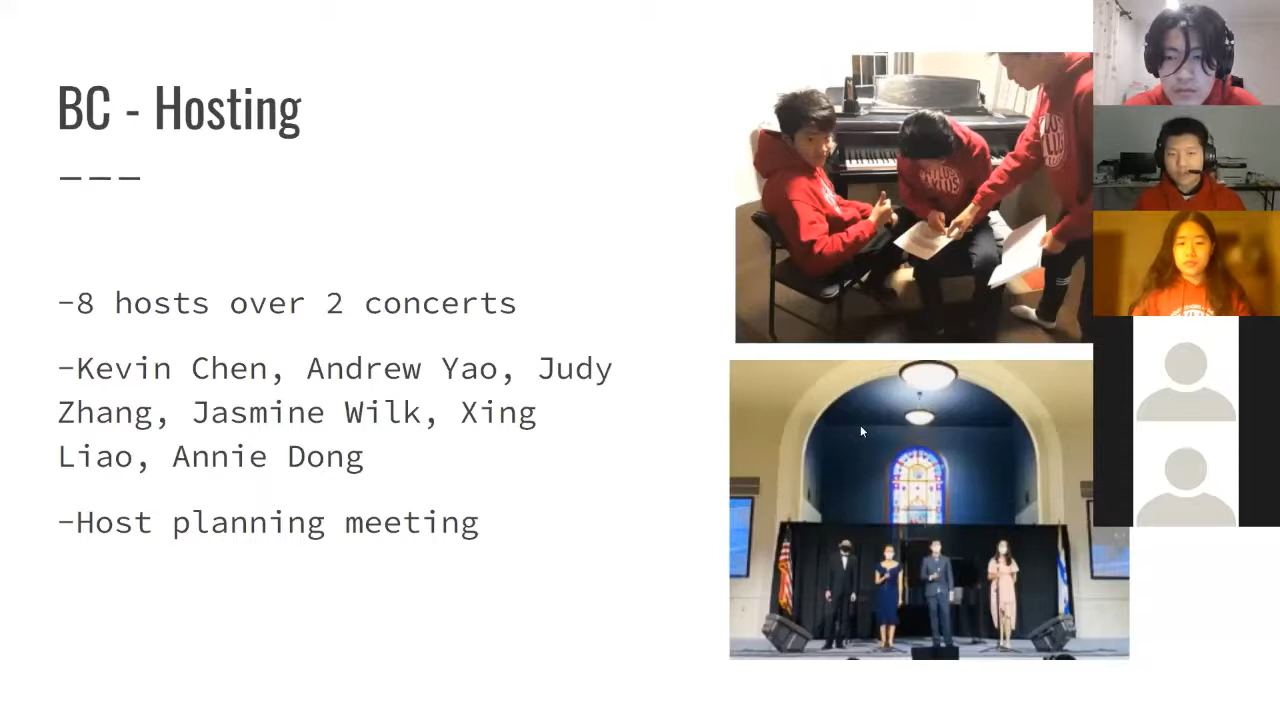 BC - Hosting
-8 hosts over 2 concerts
-Kevin Chen, Andrew Yao, Judy
Zhang, Jasmine Wilk, Xing
Liao, Annie Dong
-Host planning meeting